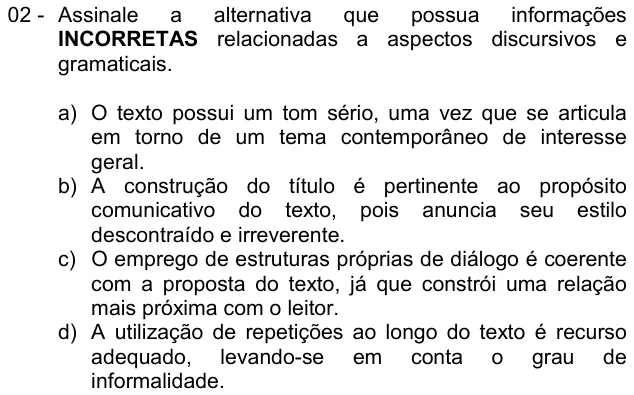 02 - Assinale a alternativa que possua informações
INCORRETAS relacionadas a aspectos discursivos e
gramaticais.
a) O texto possui um tom sério, uma vez que se articula
em torno de um tema contemporâneo de interesse
geral.
b) A construção do título é pertinente ao propósito
comunicativo do texto, pois anuncia seu estilo
descontraído e irreverente.
c) O emprego de estruturas próprias de diálogo é coerente
com a proposta do texto, já que constrói uma relação
mais próxima com o leitor.
d) A utilização de repetições ao longo do texto é recurso
adequado, levando-se em conta o grau de
informalidade.